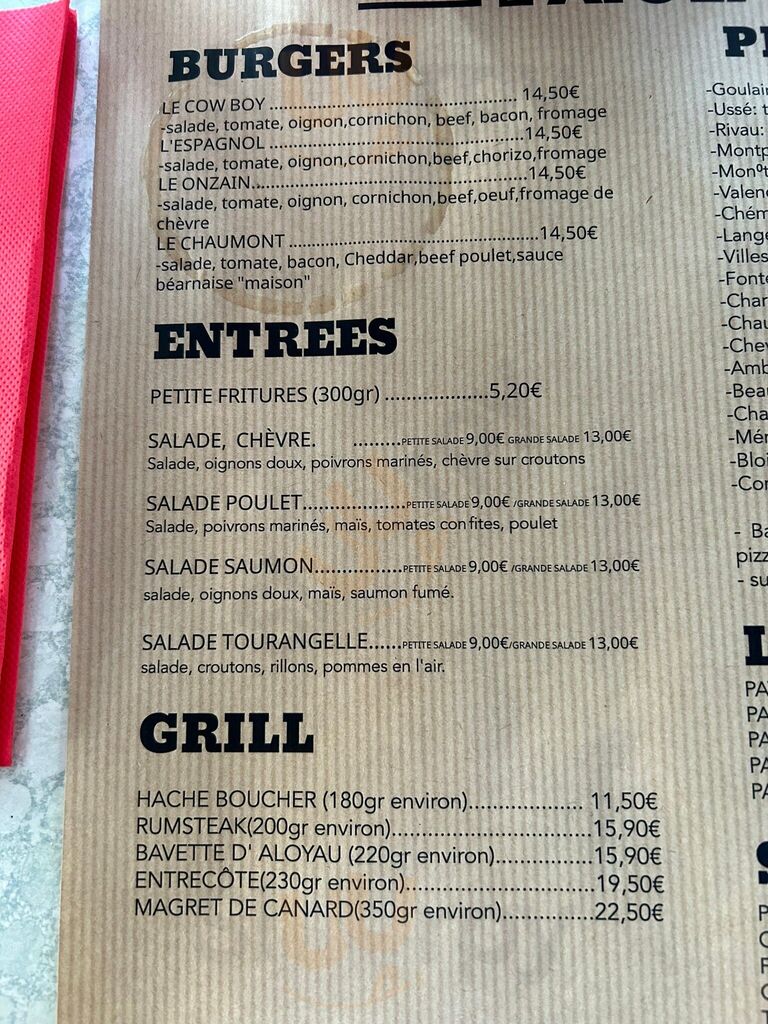 BURGERS
LE COW BOY ........................................................ 14,50€
-salade, tomate, oignon,cornichon, beef, bacon, fromage
L'ESPAGNOL ........................................................14,50€
-salade, tomate, oignon,cornichon,beef,chorizo,fromage
LE ONZAIN............................................................14,50€
-salade, tomate, oignon, cornichon,beef,oeuf,fromage de
chèvre
LE CHAUMONT ......................................................14,50€
-salade, tomate, bacon, Cheddar,beef poulet,sauce
béarnaise "maison"
ENTREES
PETITE FRITURES (300gr) ..................5,20€
SALADE, CHÈVRE. .........PETITE SALADE 9,00€ GRANDE SALADE 13,00€
Salade, oignons doux, poivrons marinés, chèvre sur croutons
SALADE POULET...................PETITE SALADE 9,00€ /GRANDE SALADE 13,00€
Salade, poivrons marinés, maïs, tomates confites, poulet
SALADE SAUMON................PETITE SALADE 9,00€ /GRANDE SALADE 13,00€
salade, oignons doux, maïs, saumon fumé.
SALADE TOURANGELLE......PETITE SALADE 9,00€/GRANDE SALADE 13,00€
salade, croutons, rillons, pommes en l'air.
GRILL
HACHE BOUCHER (180gr environ).................... 11,50€
RUMSTEAK(200gr environ)...................................15,90€
BAVETTE D' ALOYAU (220gr environ).................15,90€
ENTRECÔTE(230gr environ)..................................19,50€
MAGRET DE CANARD(350gr environ)................22,50€
-Ussé:
-Rivau: